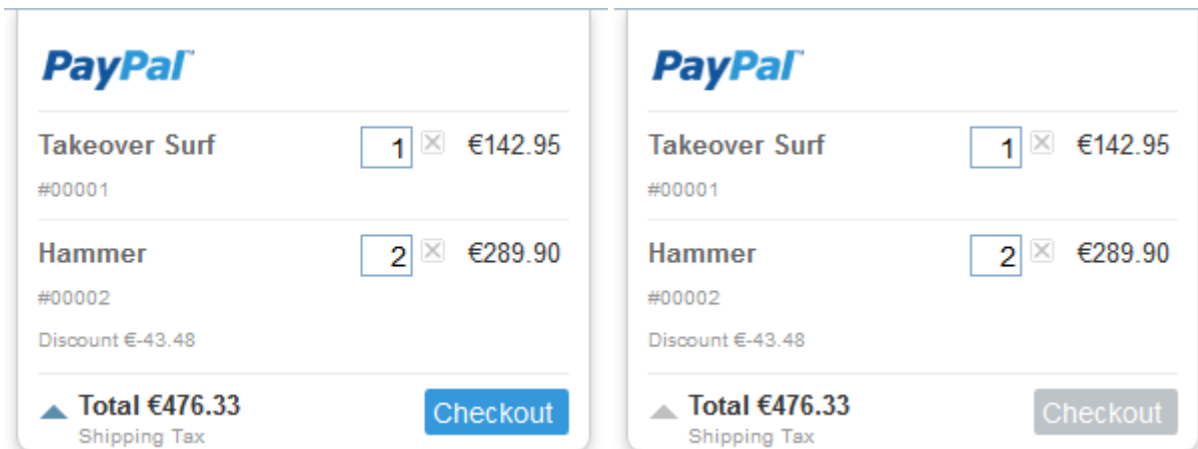 PayPal™
Takeover Surf 1 €142.95
#00001
Hammer 2 €289.90
#00002
Discount €-43.48
Total €476.33 Checkout
Shipping Tax
PayPal™
Takeover Surf 1 €142.95
#00001
Hammer 2 €289.90
#00002
Discount €-43.48
Total €476.33 Checkout
Shipping Tax